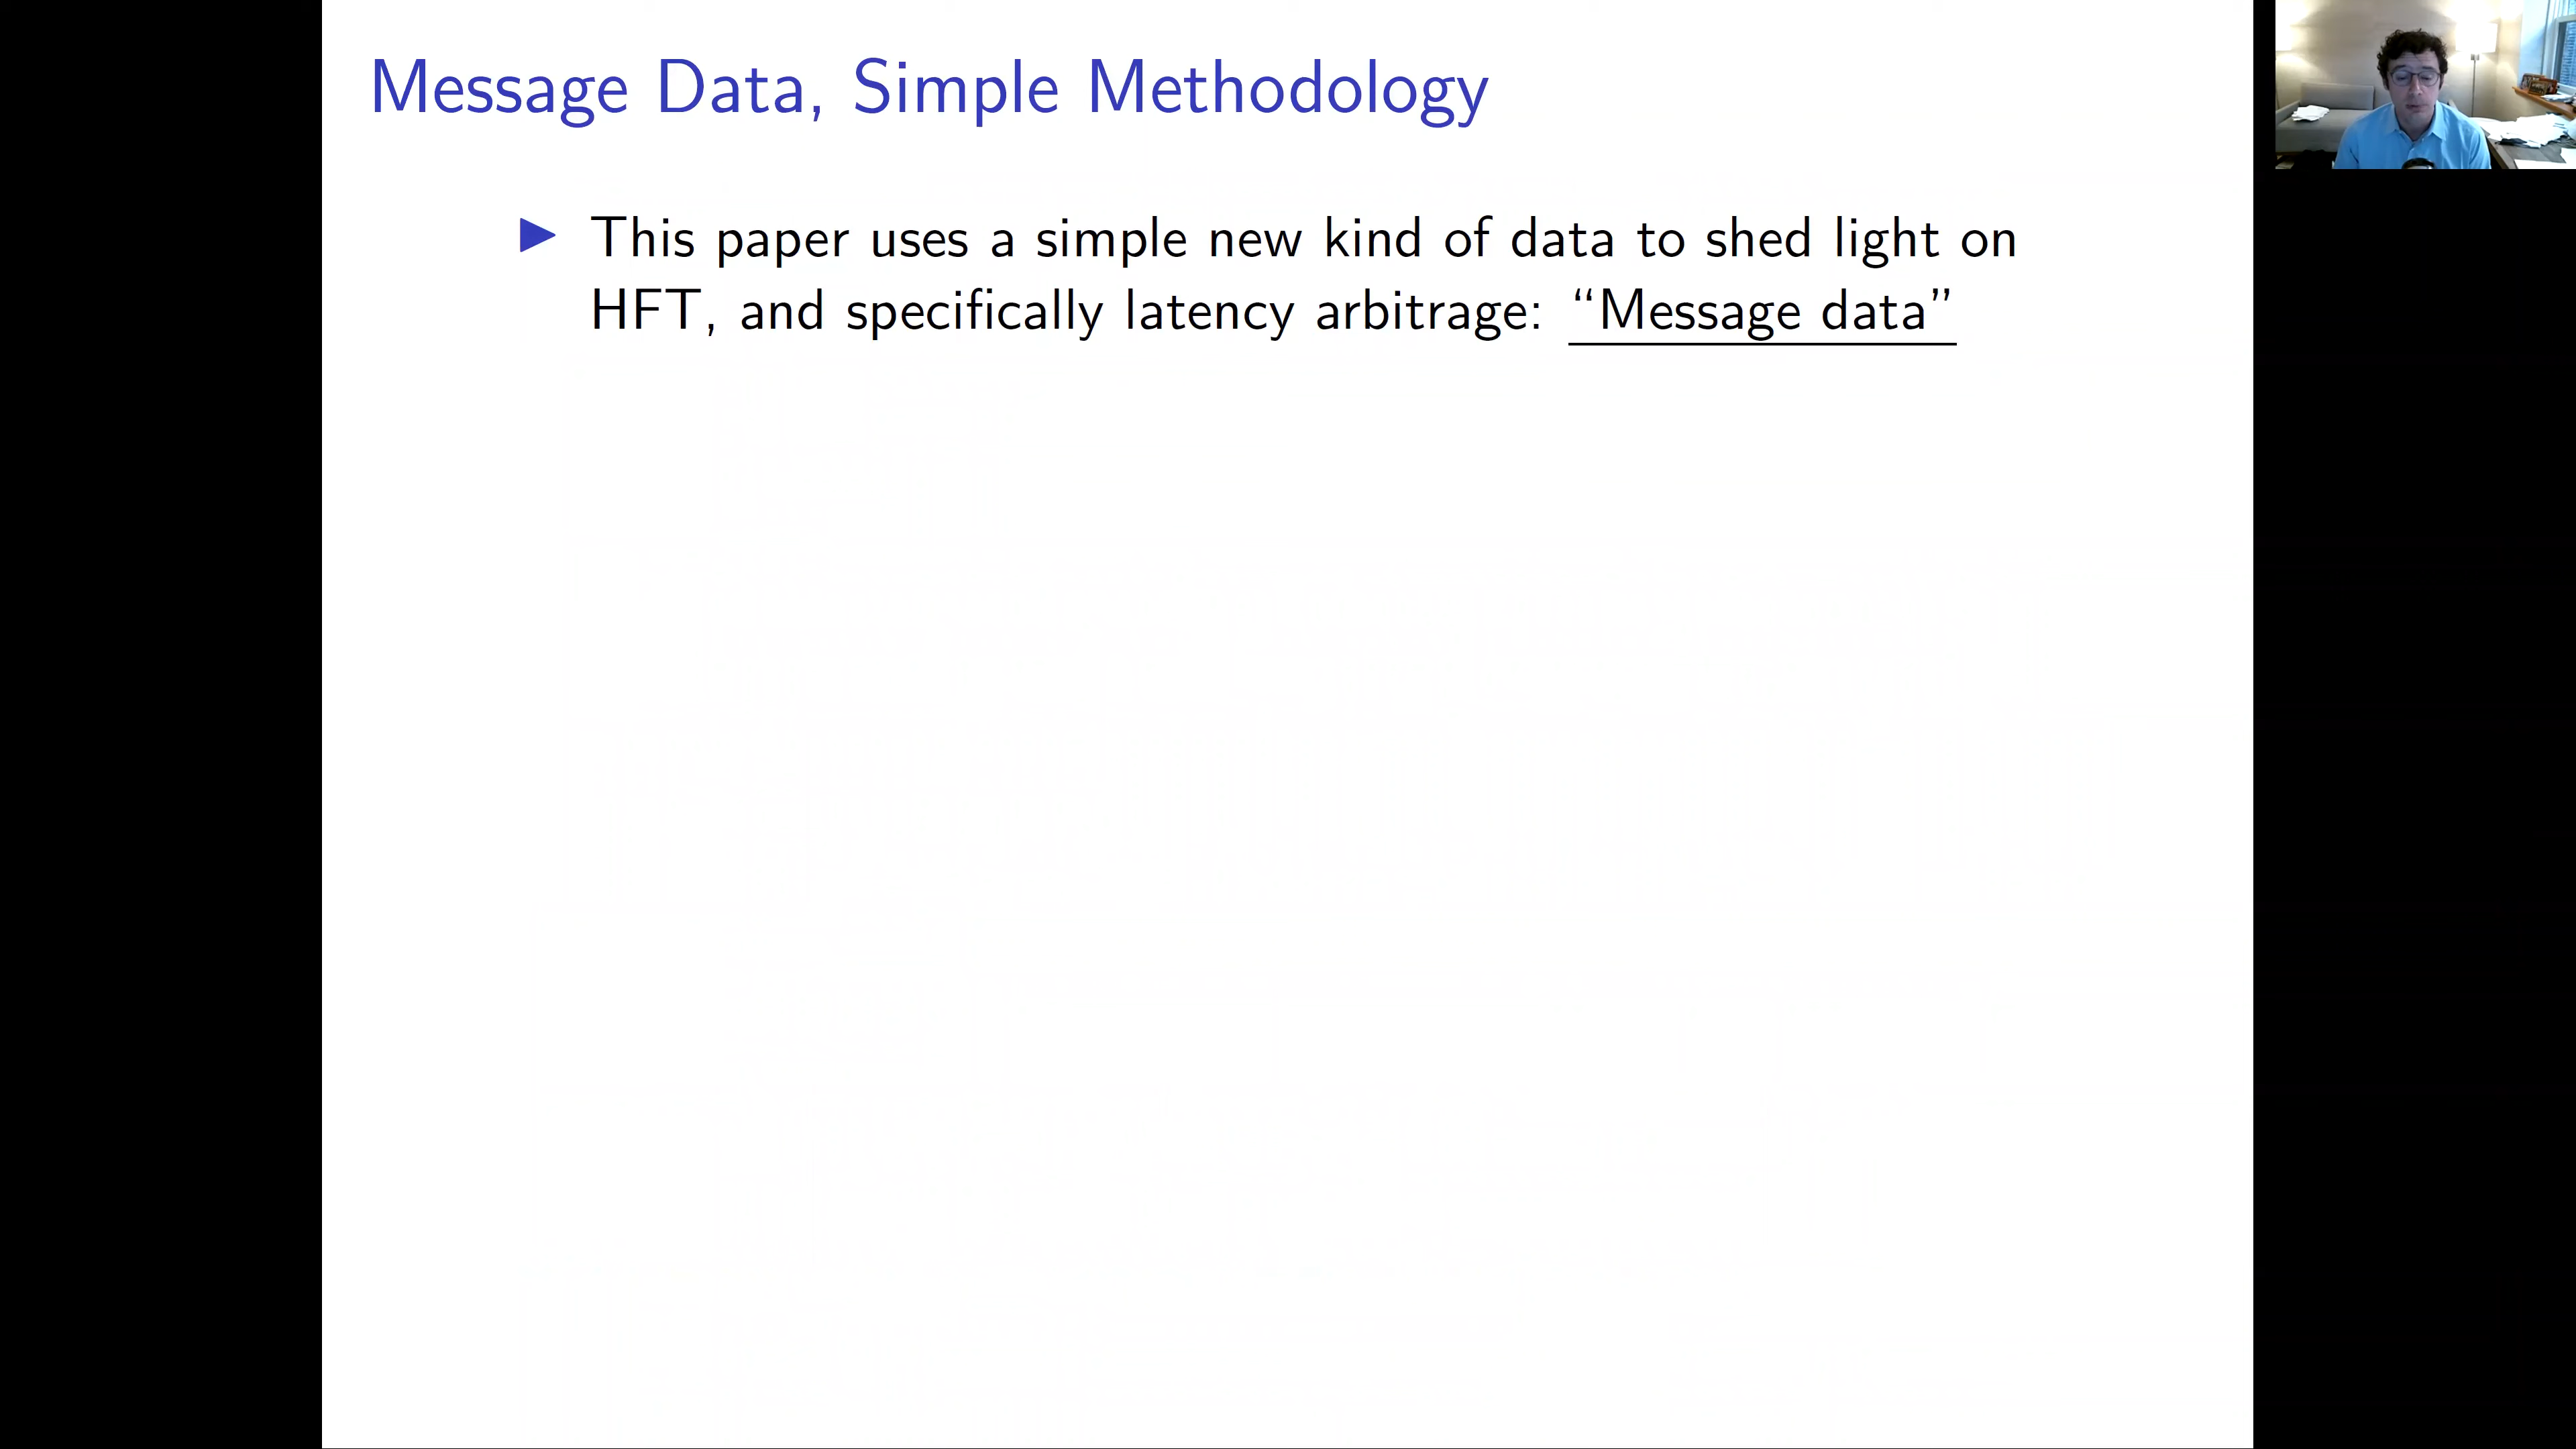 Message Data, Simple Methodology
This paper uses a simple new kind of data to shed light on
HFT, and specifically latency arbitrage: “Message data”